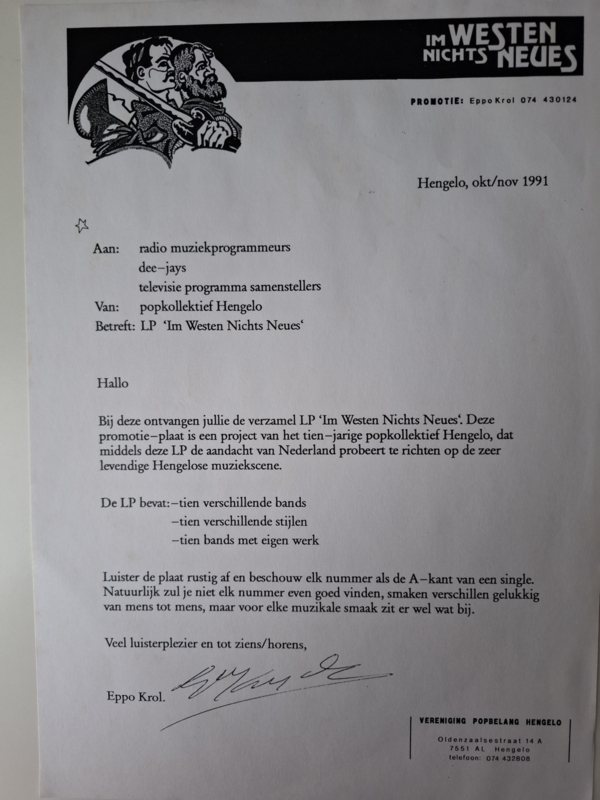 IM WESTEN
NICHTS NEUES
PROMOTIE: Eppo Krol 074 430124
Hengelo, okt/nov 1991
Aan: radio muziekprogrammeurs
dee-jays
televisie programma samenstellers
Van: popkollektief Hengelo
Betreft: LP 'Im Westen Nichts Neues'
Hallo
Bij deze ontvangen jullie de verzamel LP 'Im Westen Nichts Neues'. Deze
promotie-plaat is een project van het tien-jarige popkollektief Hengelo, dat
middels deze LP de aandacht van Nederland probeert te richten op de zeer
levendige Hengelose muziekscene.
De LP bevat:-tien verschillende bands
-tien verschillende stijlen
-tien bands met eigen werk
Luister de plaat rustig af en beschouw elk nummer als de A-kant van een single.
Natuurlijk zul je niet elk nummer even goed vinden, smaken verschillen gelukkig
van mens tot mens, maar voor elke muzikale smaak zit er wel wat bij.
Veel luisterplezier en tot ziens/horens,
Eppo Krol.
VERENIGING POPBELANG HENGELO
Oldenzaalsestraat 14 A
7551 AL Hengelo
telefoon: 074 432606